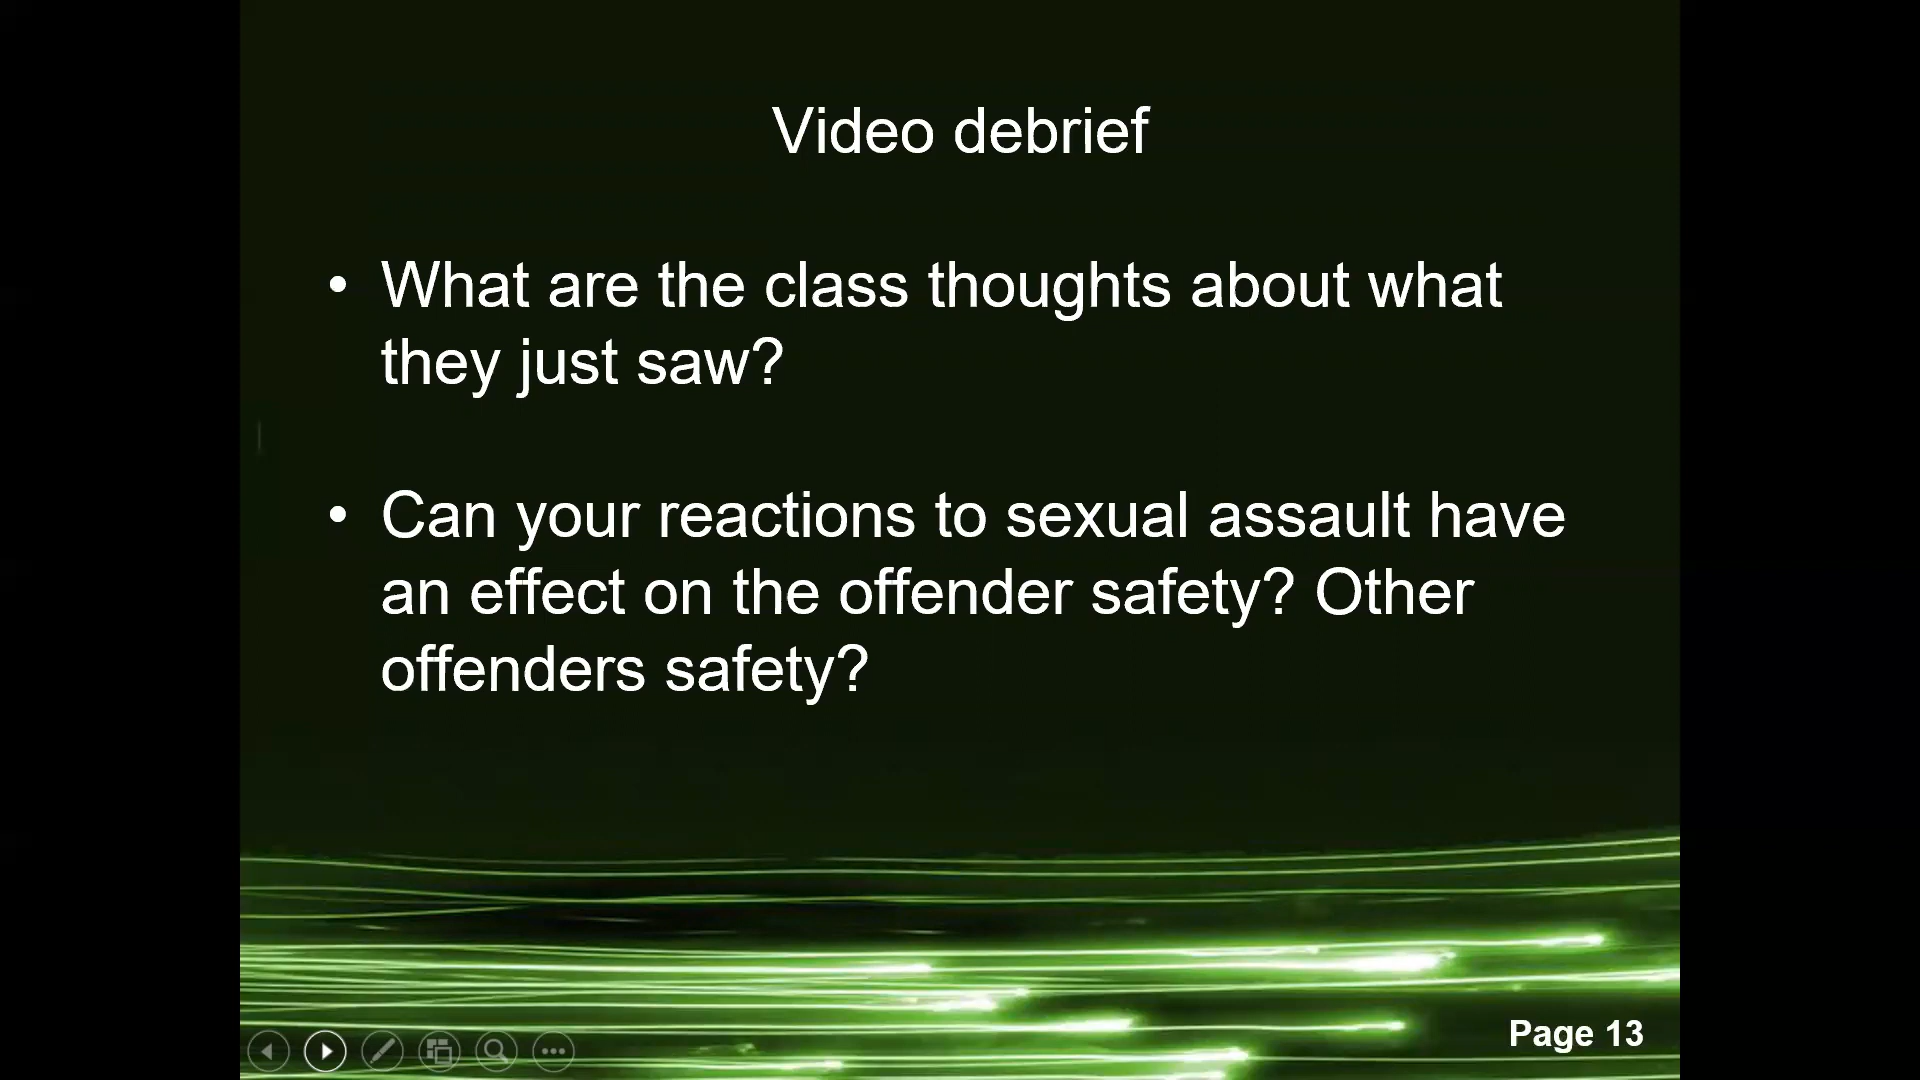 Video debrief
• What are the class thoughts about what
they just saw?
• Can your reactions to sexual assault have
an effect on the offender safety? Other
offenders safety?
Page 13